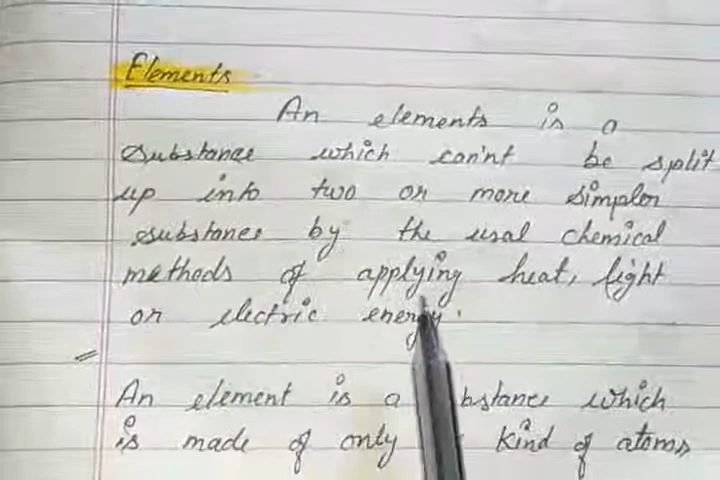 Elements
An elements is a
substance which can'nt be split
up into two or more simpler
substances by the usal chemical
methods of applying heat, light
or electric energy.
An element is a bstance which
is made of only kind of atoms